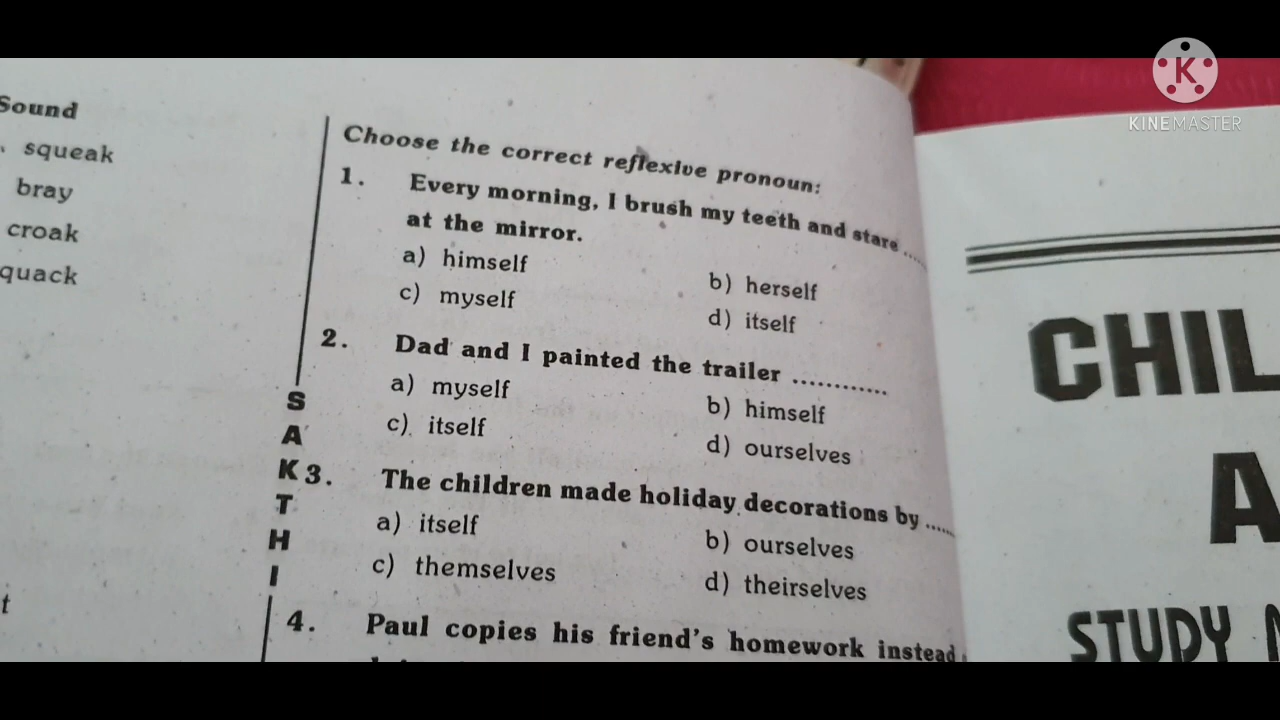 KINEMASTER
Sound
squeak
bray
croak
quack
t
Choose the correct reflexive pronoun:
1. Every morning, I brush my teeth and stare .....
at the mirror.
a) himself b) herself
c) myself d) itself
2. Dad and I painted the trailer ............
a) myself b) himself
c) itself d) ourselves
SAKTHI
3. The children made holiday decorations by ......
a) itself b) ourselves
c) themselves d) theirselves
4. Paul copies his friend's homework instead
CHIL
A
STUDY